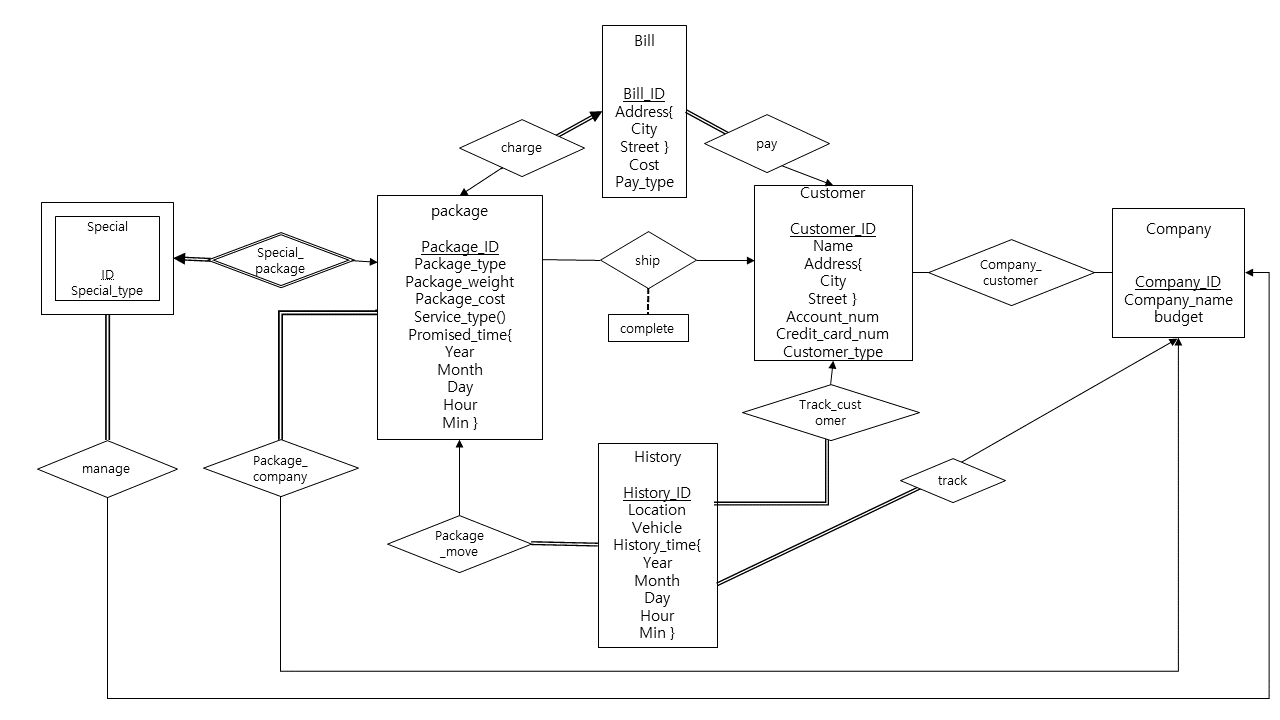 Bill
Bill_ID
Address{
City
Street }
Cost
Pay_type
charge
pay
package
Package_ID
Package_type
Package_weight
Package_cost
Service_type()
Promised_time{
Year
Month
Day
Hour
Min }
Customer
Customer_ID
Name
Address{
City
Street }
Account_num
Credit_card_num
Customer_type
Special
ID
Special_type
Special_
package
ship
complete
Company_
customer
Company
Company_ID
Company_name
budget
Track_cust
omer
manage
Package_
company
History
History_ID
Location
Vehicle
History_time{
Year
Month
Day
Hour
Min }
track
Package
_move